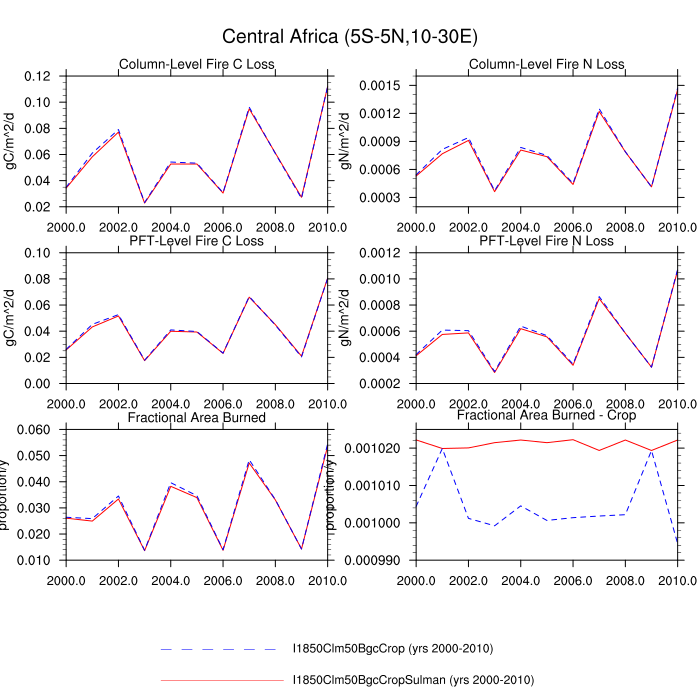 Central Africa (5S-5N,10-30E)
Column-Level Fire C Loss
gC/m^2/d
0.12
0.10
0.08
0.06
0.04
0.02
2000.0 2002.0 2004.0 2006.0 2008.0 2010.0
Column-Level Fire N Loss
gN/m^2/d
0.0015
0.0012
0.0009
0.0006
0.0003
2000.0 2002.0 2004.0 2006.0 2008.0 2010.0
PFT-Level Fire C Loss
gC/m^2/d
0.10
0.08
0.06
0.04
0.02
0.00
2000.0 2002.0 2004.0 2006.0 2008.0 2010.0
PFT-Level Fire N Loss
gN/m^2/d
0.0012
0.0010
0.0008
0.0006
0.0004
0.0002
2000.0 2002.0 2004.0 2006.0 2008.0 2010.0
Fractional Area Burned
proportion/y
0.060
0.050
0.040
0.030
0.020
0.010
2000.0 2002.0 2004.0 2006.0 2008.0 2010.0
Fractional Area Burned - Crop
proportion/y
0.001020
0.001010
0.001000
0.000990
2000.0 2002.0 2004.0 2006.0 2008.0 2010.0
I1850Clm50BgcCrop (yrs 2000-2010)
I1850Clm50BgcCropSulman (yrs 2000-2010)